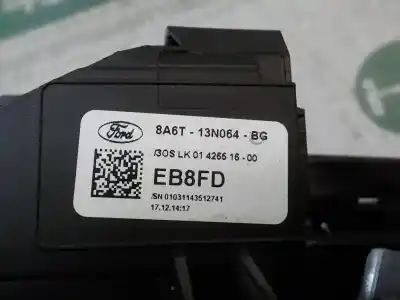 Ford
8A6T - 13N064 - BG
/3OS LK 01 4265 16 - 00
EB8FD
/SN 01031143512741
17.12.14:17